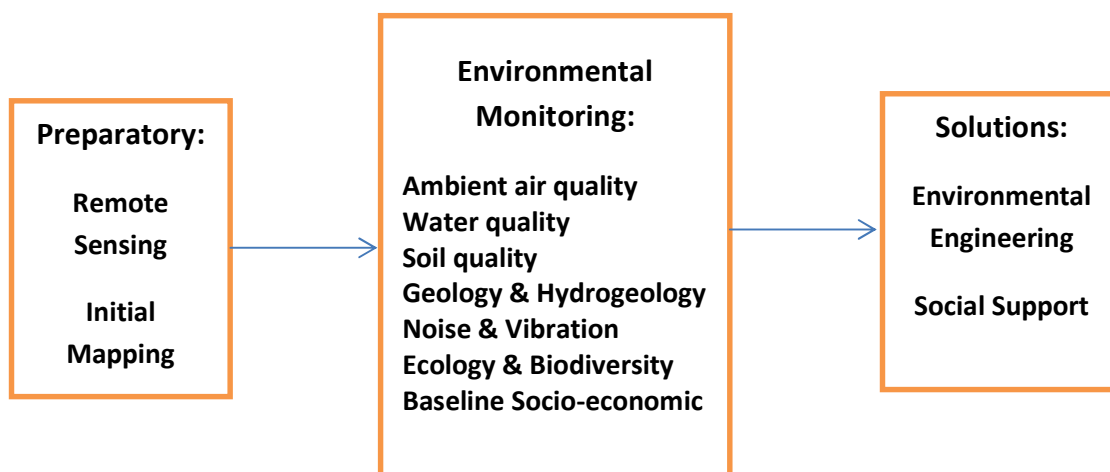 Preparatory:
Remote
Sensing
Initial
Mapping
Environmental
Monitoring:
Ambient air quality
Water quality
Soil quality
Geology & Hydrogeology
Noise & Vibration
Ecology & Biodiversity
Baseline Socio-economic
Solutions:
Environmental
Engineering
Social Support